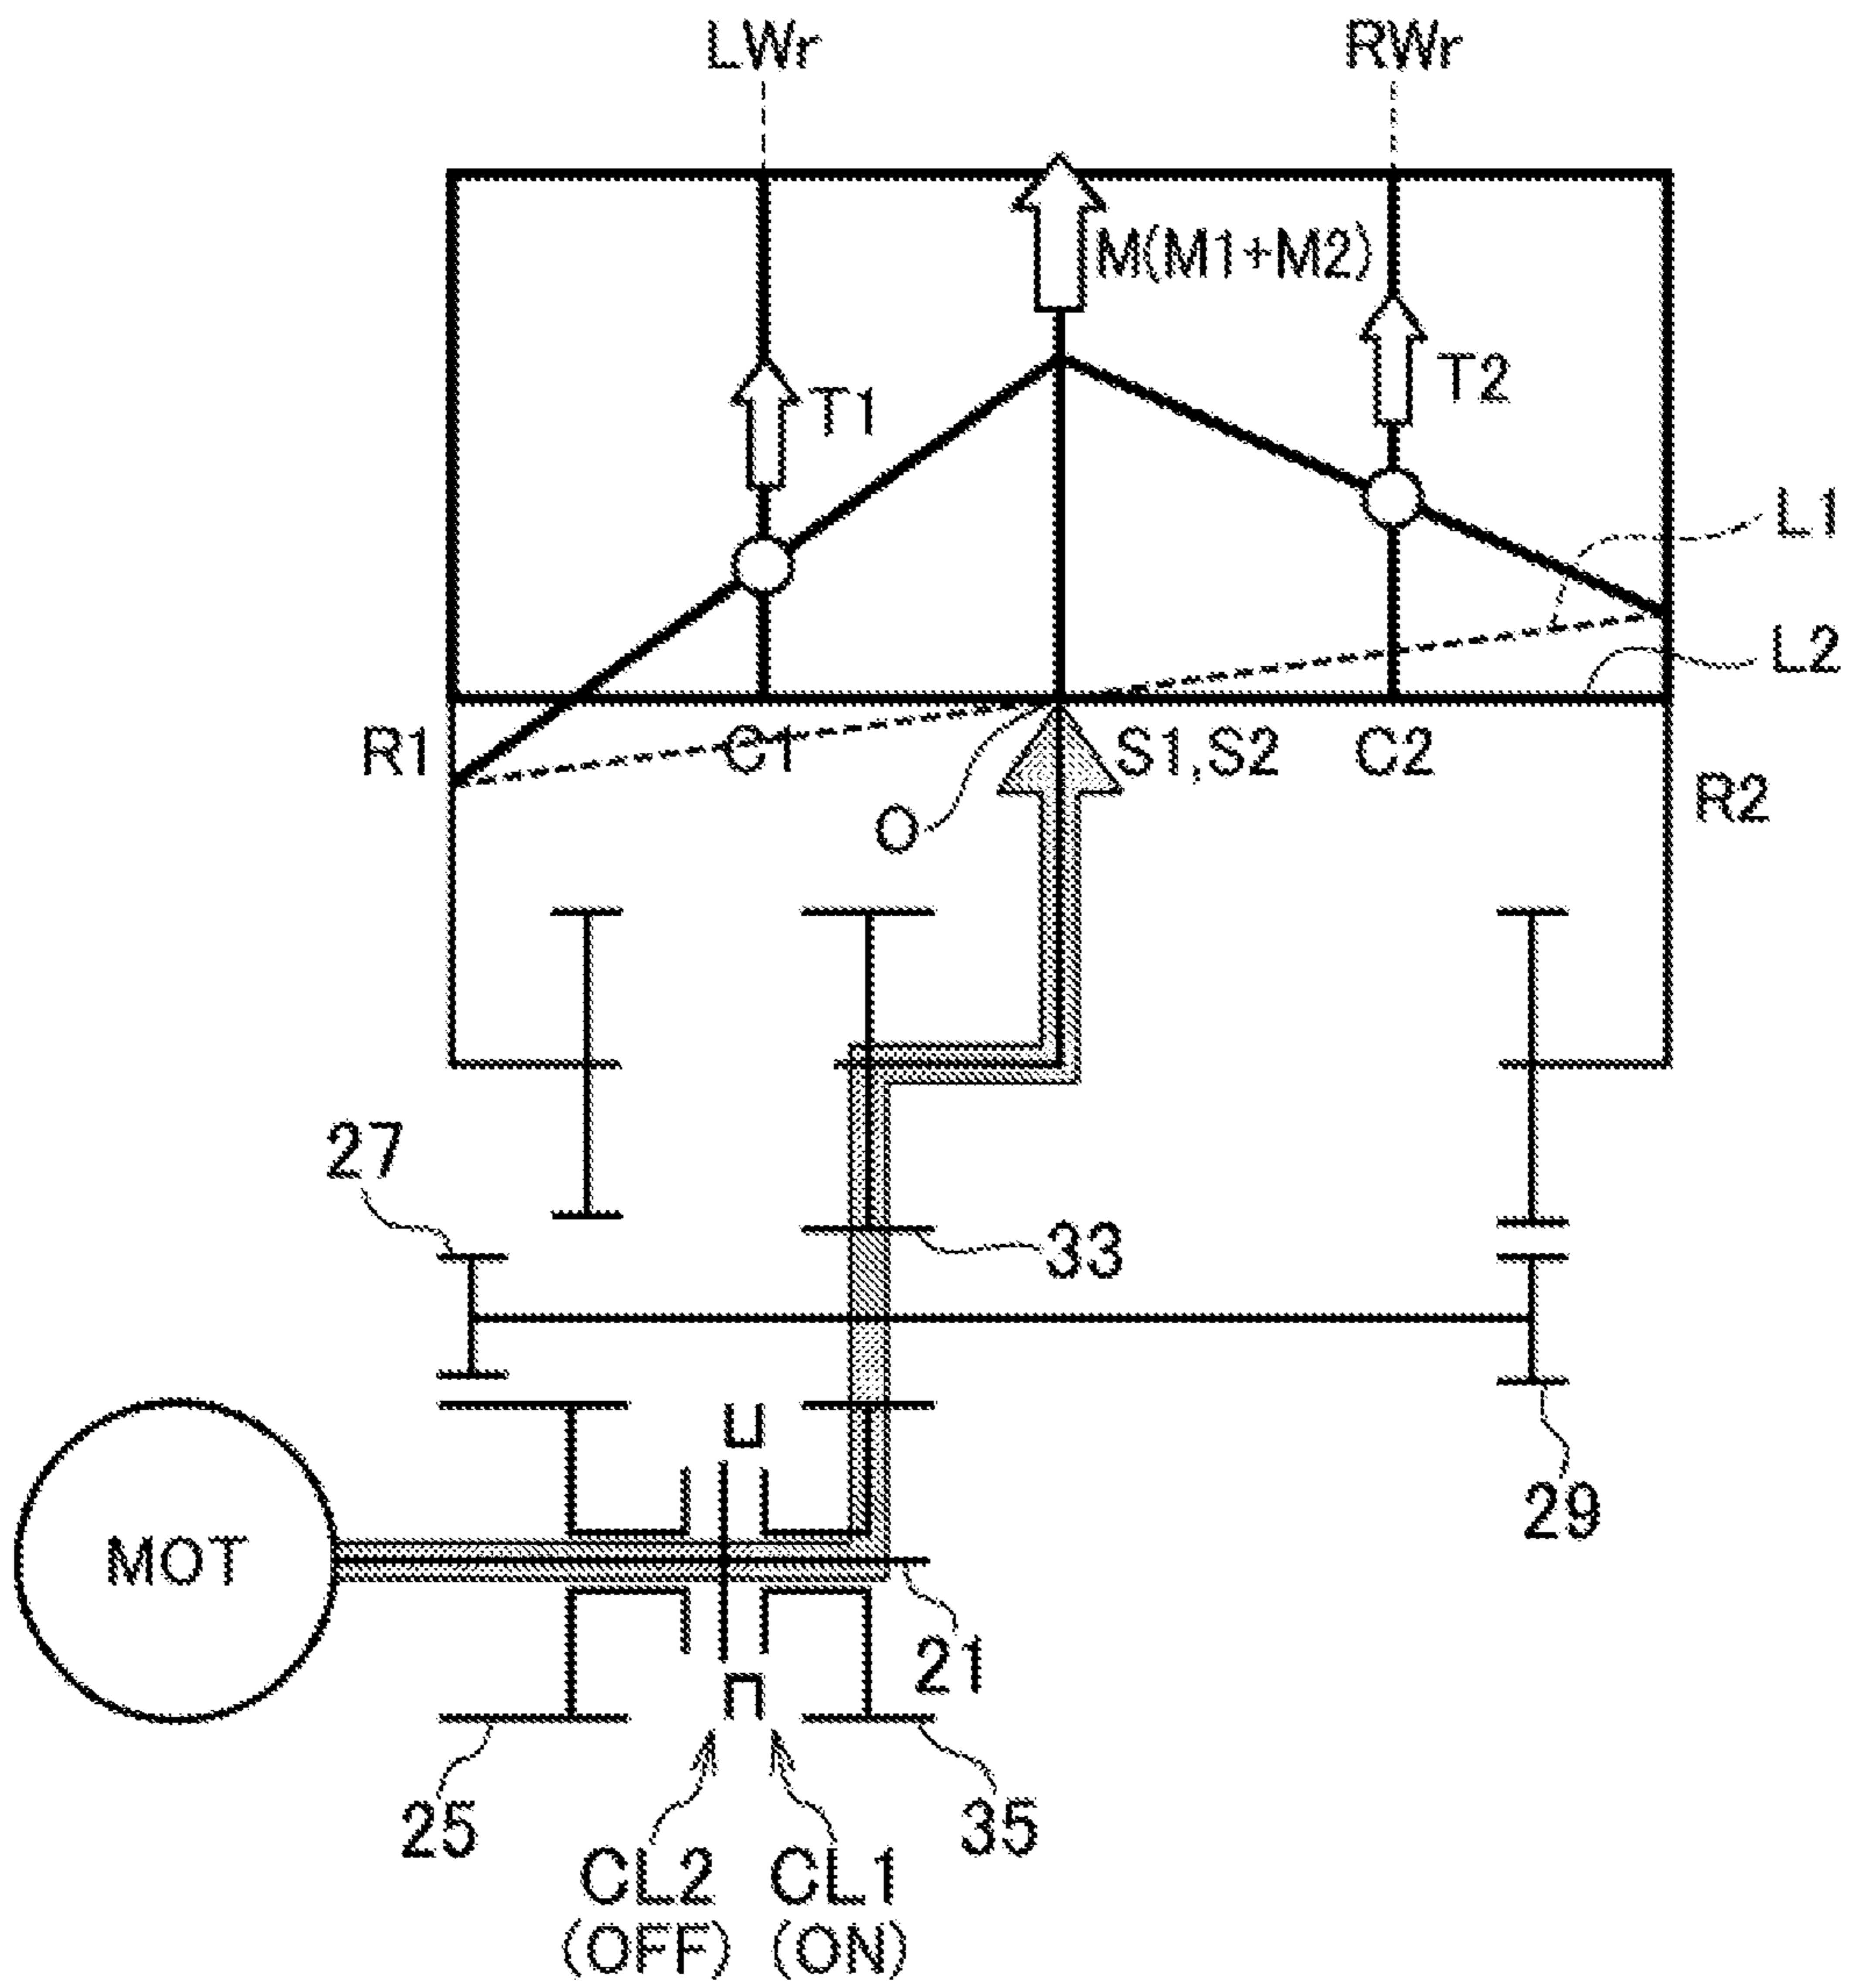 LWr RWr
M(M1+M2)
T1 T2
L1
L2
R1 C1 S1,S2 C2 R2
O
27
33
29
MOT
21
25 35
CL2 CL1
(OFF) (ON)